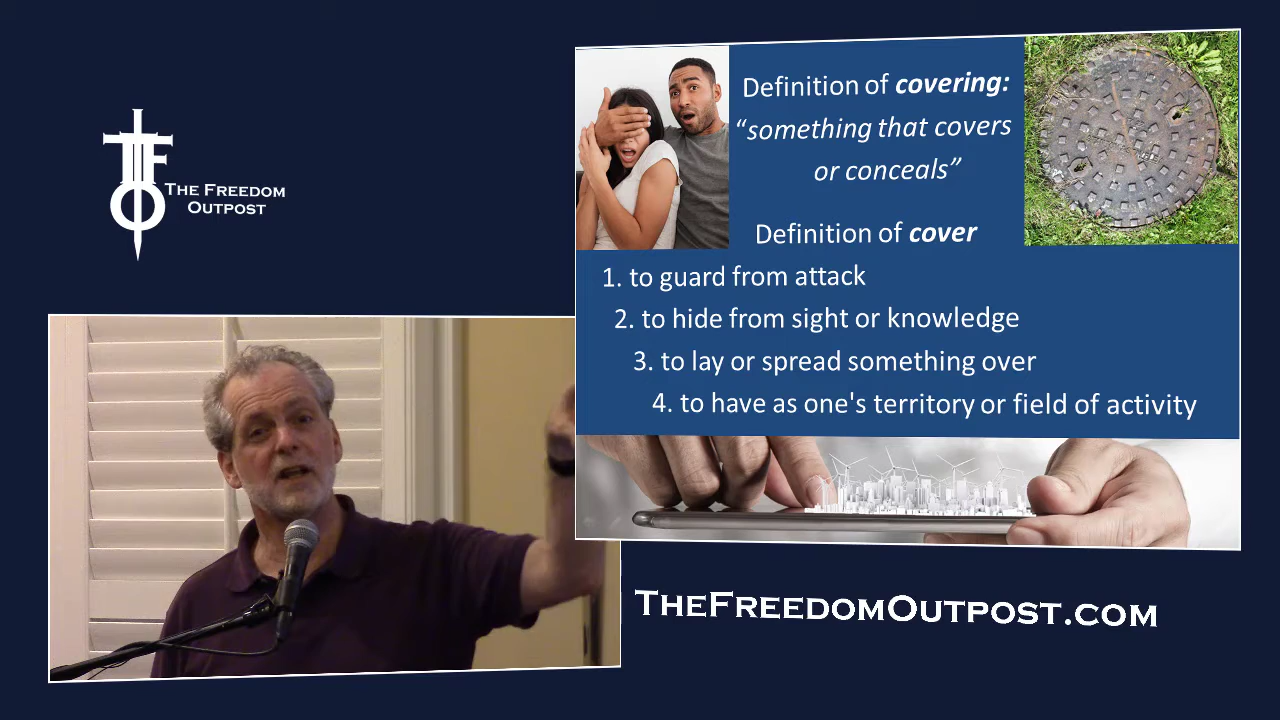 TFO
The Freedom
Outpost
Definition of covering:
“something that covers
or conceals”
Definition of cover
1. to guard from attack
2. to hide from sight or knowledge
3. to lay or spread something over
4. to have as one's territory or field of activity
TheFreedomOutpost.com